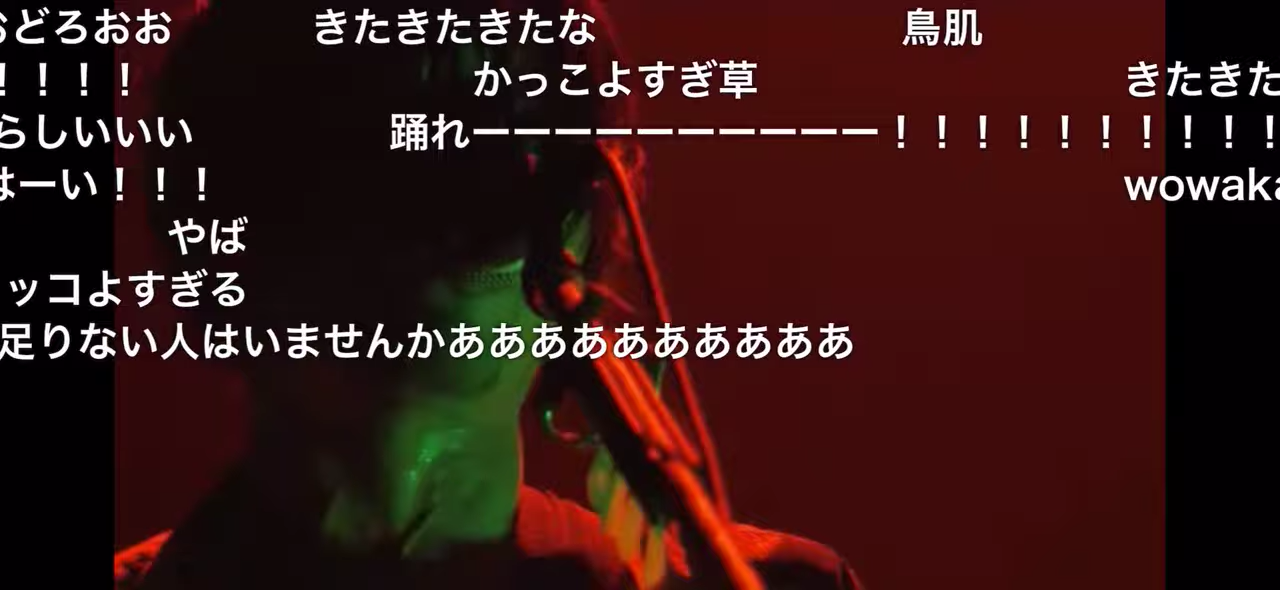 おどろおお きたきたきたな 鳥肌
！！！！ かっこよすぎ草 きたきた
らしいいい 踊れーーーーーーーーーー！！！！！！！！！！
はーい！！！ wowaka
やば
ッコよすぎる
足りない人はいませんかああああああああああ